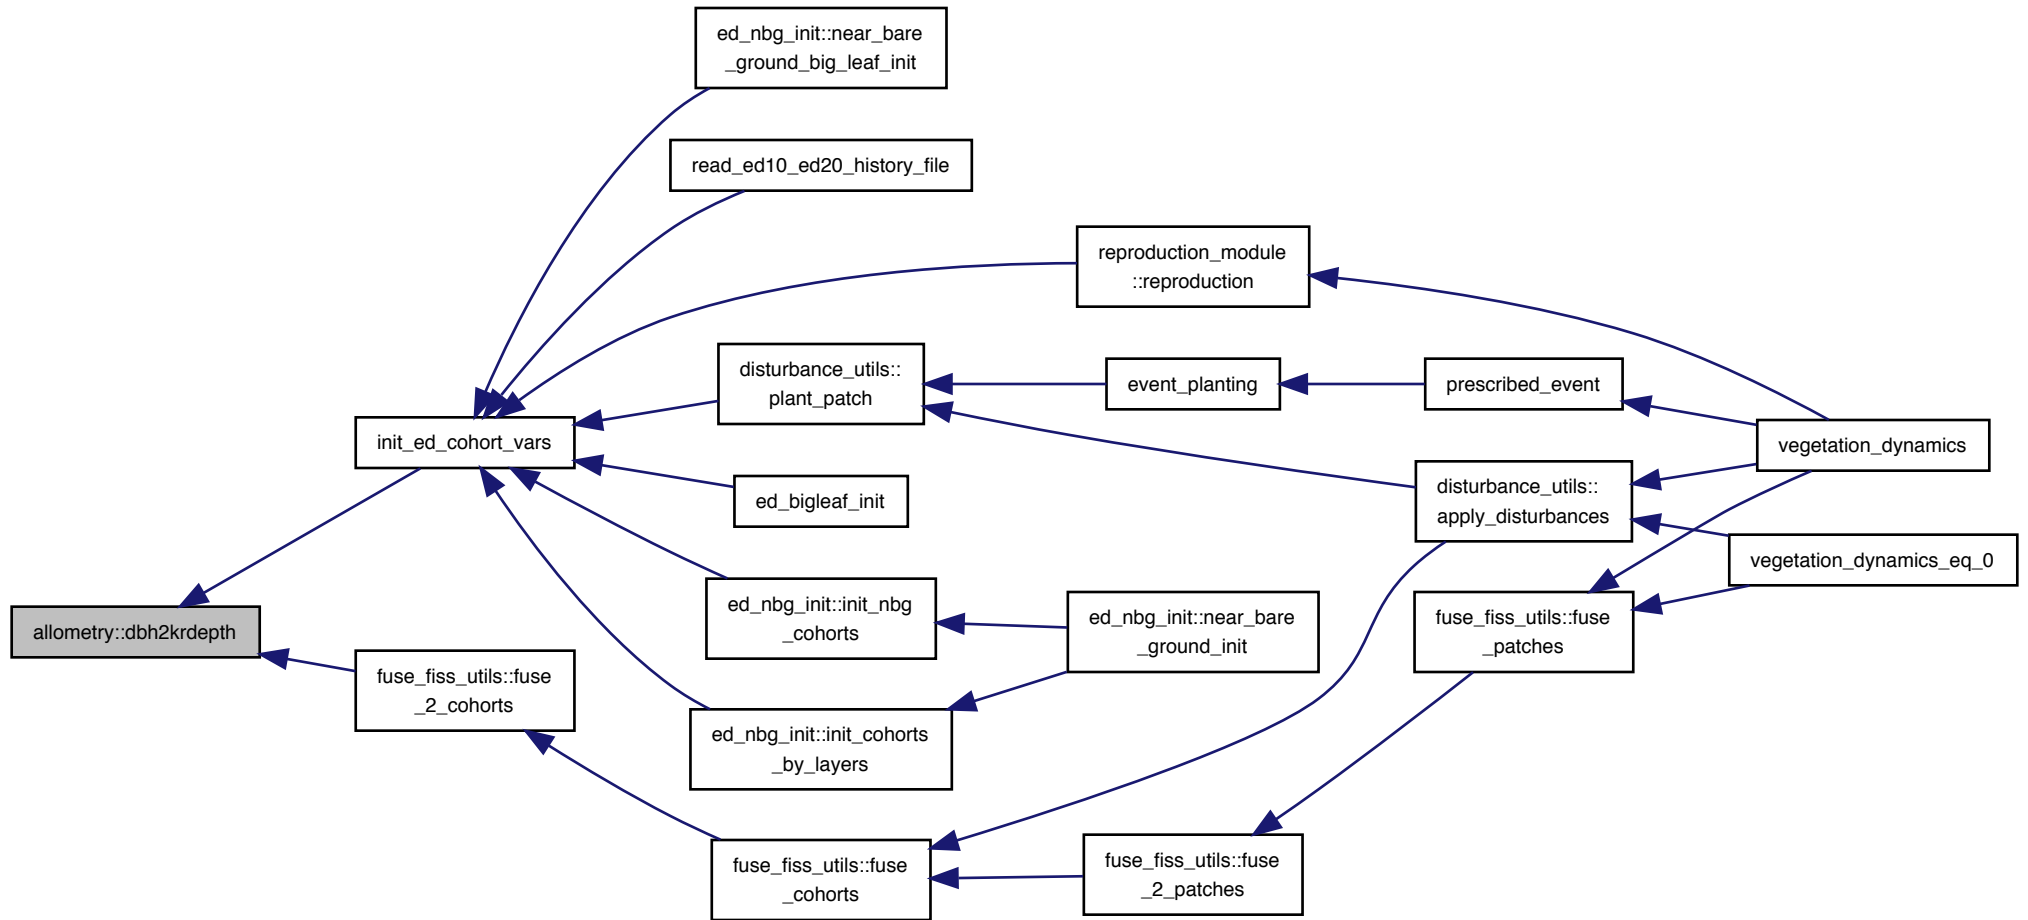 ed_nbg_init::near_bare
_ground_big_leaf_init
read_ed10_ed20_history_file
reproduction_module
::reproduction
disturbance_utils::
plant_patch
event_planting
prescribed_event
init_ed_cohort_vars
vegetation_dynamics
ed_bigleaf_init
disturbance_utils::
apply_disturbances
vegetation_dynamics_eq_0
ed_nbg_init::init_nbg
_cohorts
ed_nbg_init::near_bare
_ground_init
fuse_fiss_utils::fuse
_patches
allometry::dbh2krdepth
fuse_fiss_utils::fuse
_2_cohorts
ed_nbg_init::init_cohorts
_by_layers
fuse_fiss_utils::fuse
_cohorts
fuse_fiss_utils::fuse
_2_patches